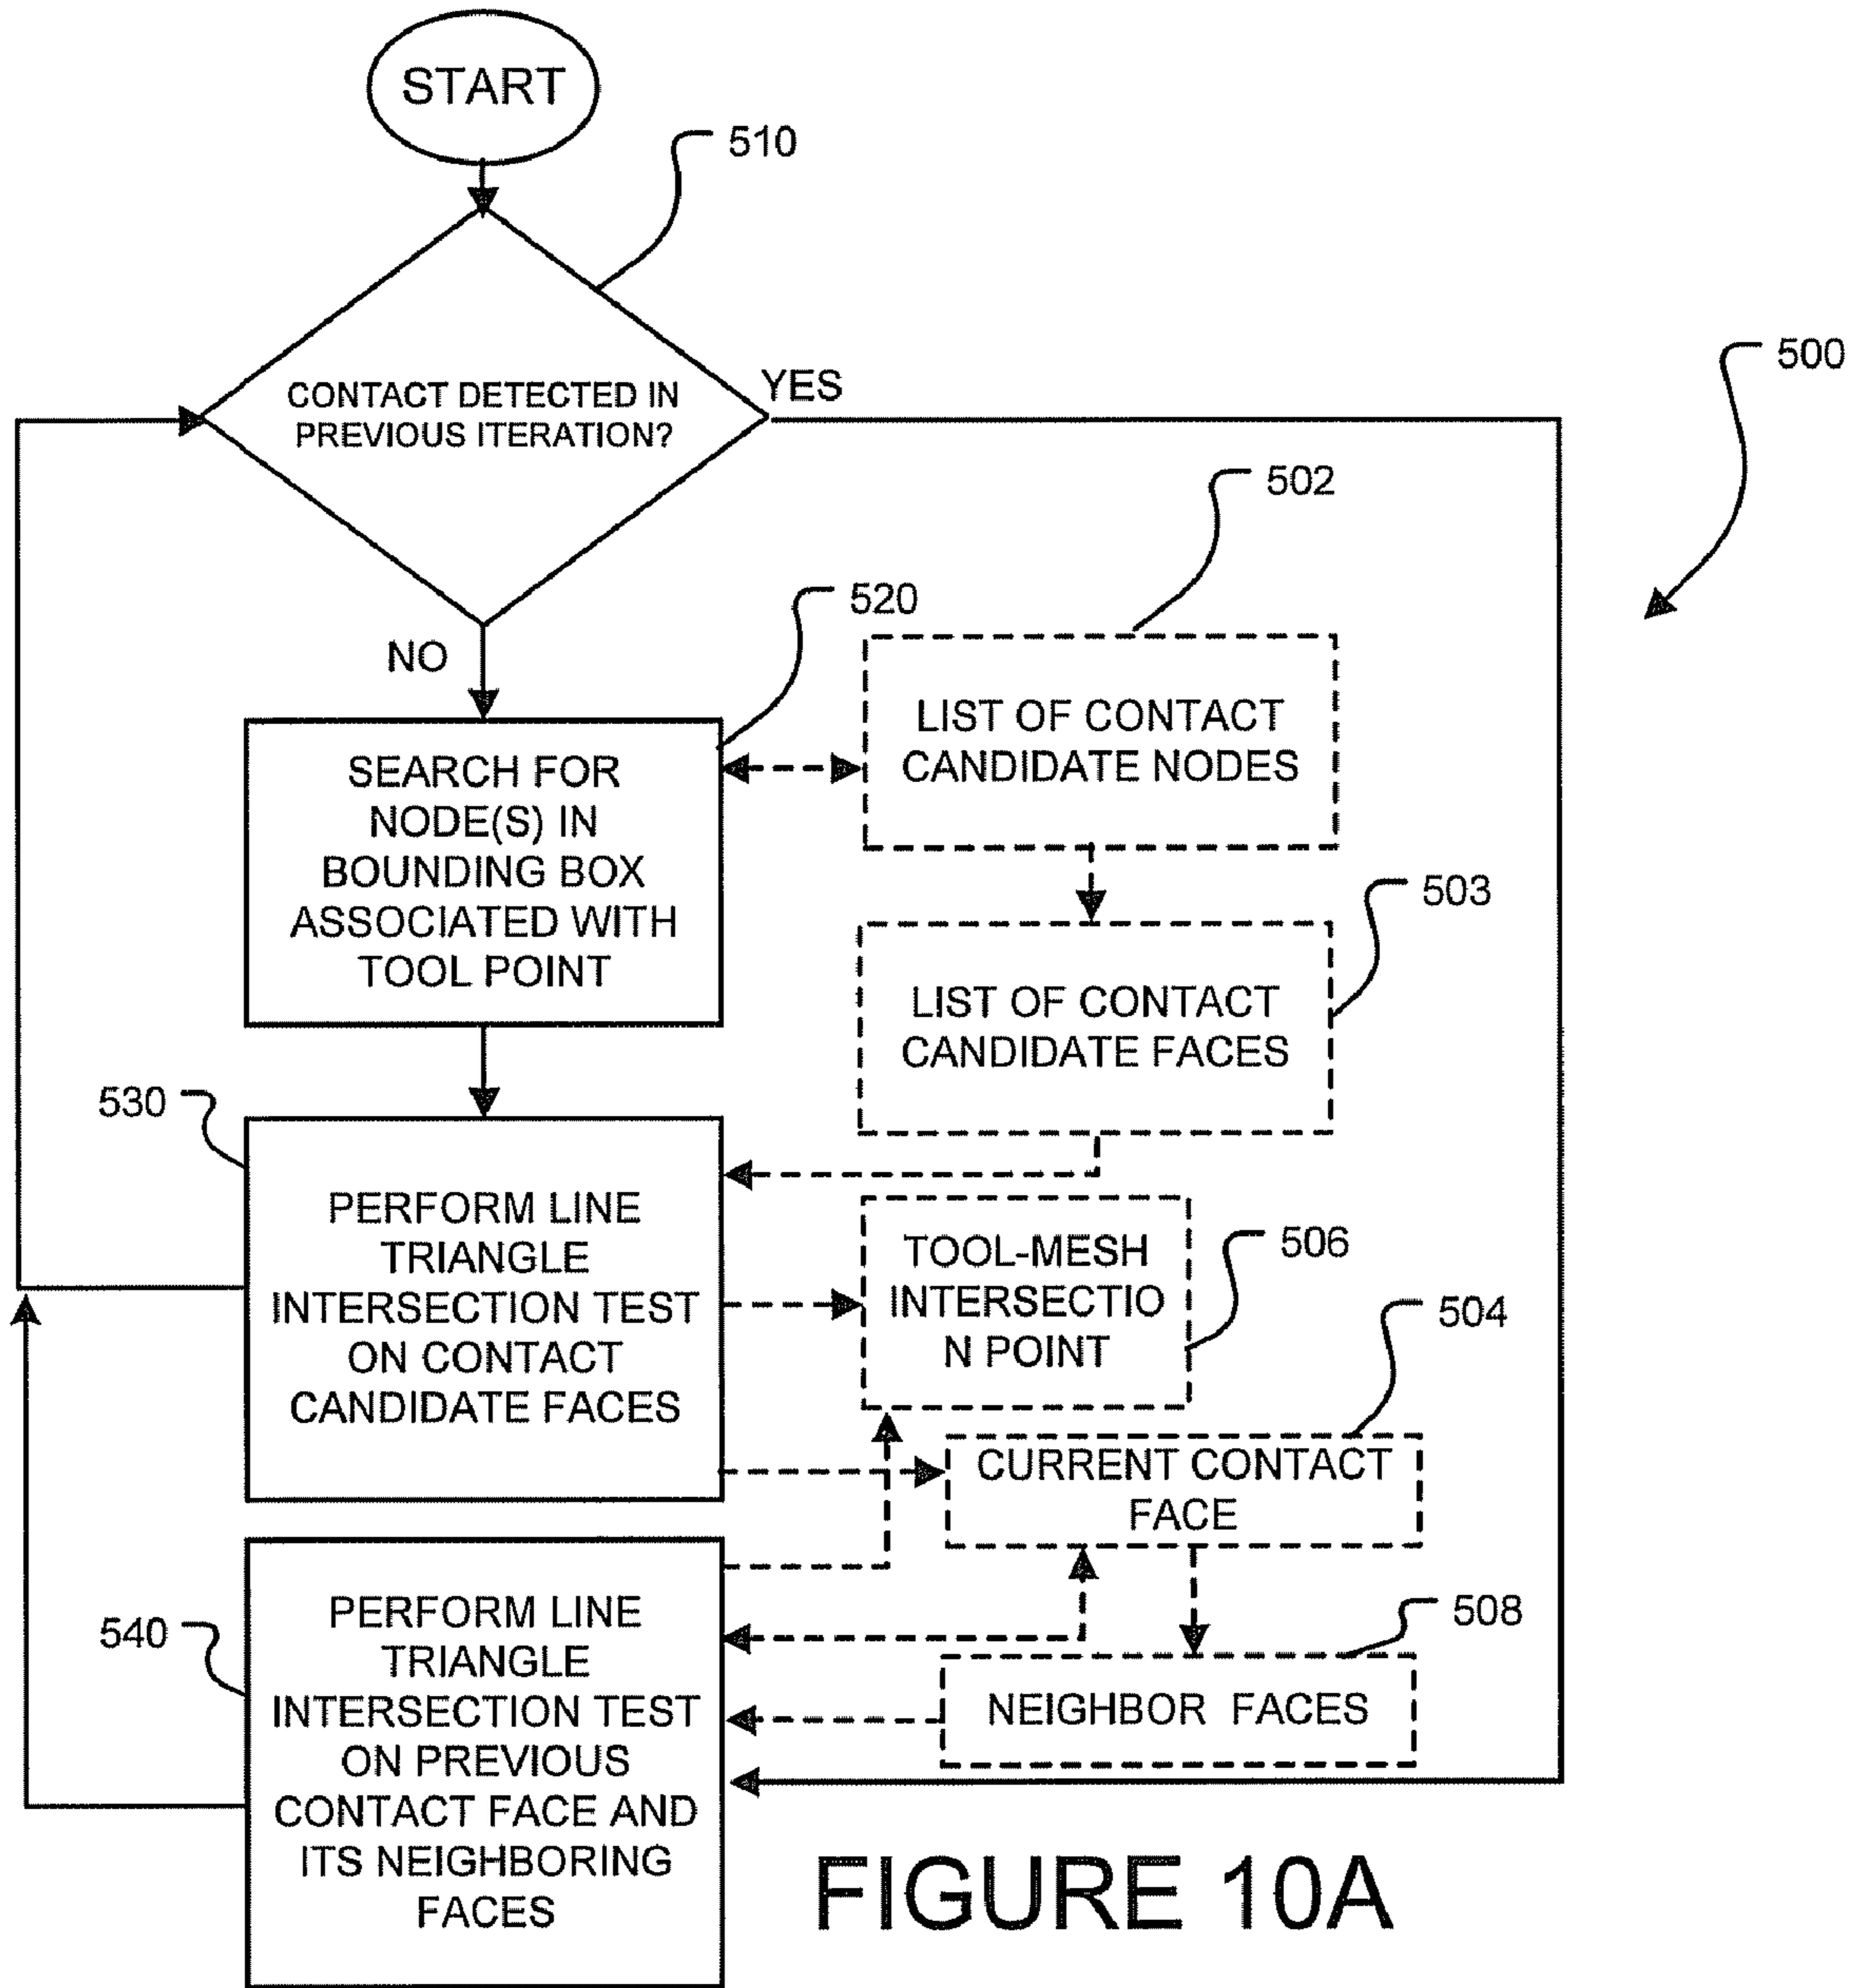 START
510
CONTACT DETECTED IN
PREVIOUS ITERATION?
YES
500
NO
520
502
SEARCH FOR
NODE(S) IN
BOUNDING BOX
ASSOCIATED WITH
TOOL POINT
LIST OF CONTACT
CANDIDATE NODES
503
LIST OF CONTACT
CANDIDATE FACES
530
PERFORM LINE
TRIANGLE
INTERSECTION TEST
ON CONTACT
CANDIDATE FACES
TOOL-MESH
INTERSECTIO
N POINT
506
504
CURRENT CONTACT
FACE
540
PERFORM LINE
TRIANGLE
INTERSECTION TEST
ON PREVIOUS
CONTACT FACE AND
ITS NEIGHBORING
FACES
508
NEIGHBOR FACES
FIGURE 10A